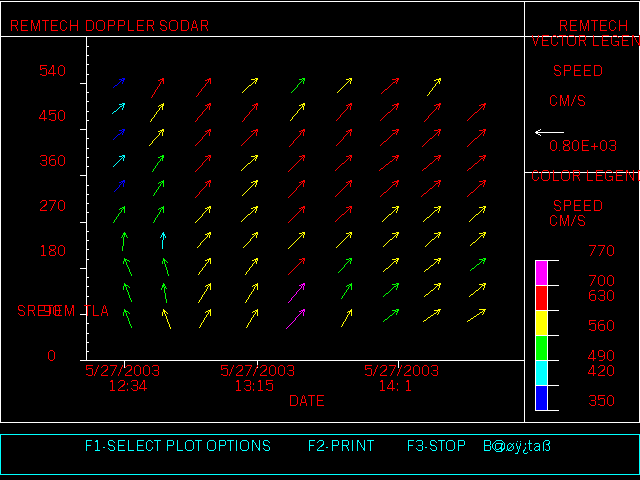 REMTECH DOPPLER SODAR
REMTECH
VECTOR LEGEN
SPEED
CM/S
0.80E+03
COLOR LEGEND
SPEED
CM/S
770
700
630
560
490
420
350
540
450
360
270
180
90
0
5/27/2003
12:34
5/27/2003
13:15
5/27/2003
14: 1
DATE
F1-SELECT PLOT OPTIONS F2-PRINT F3-STOP